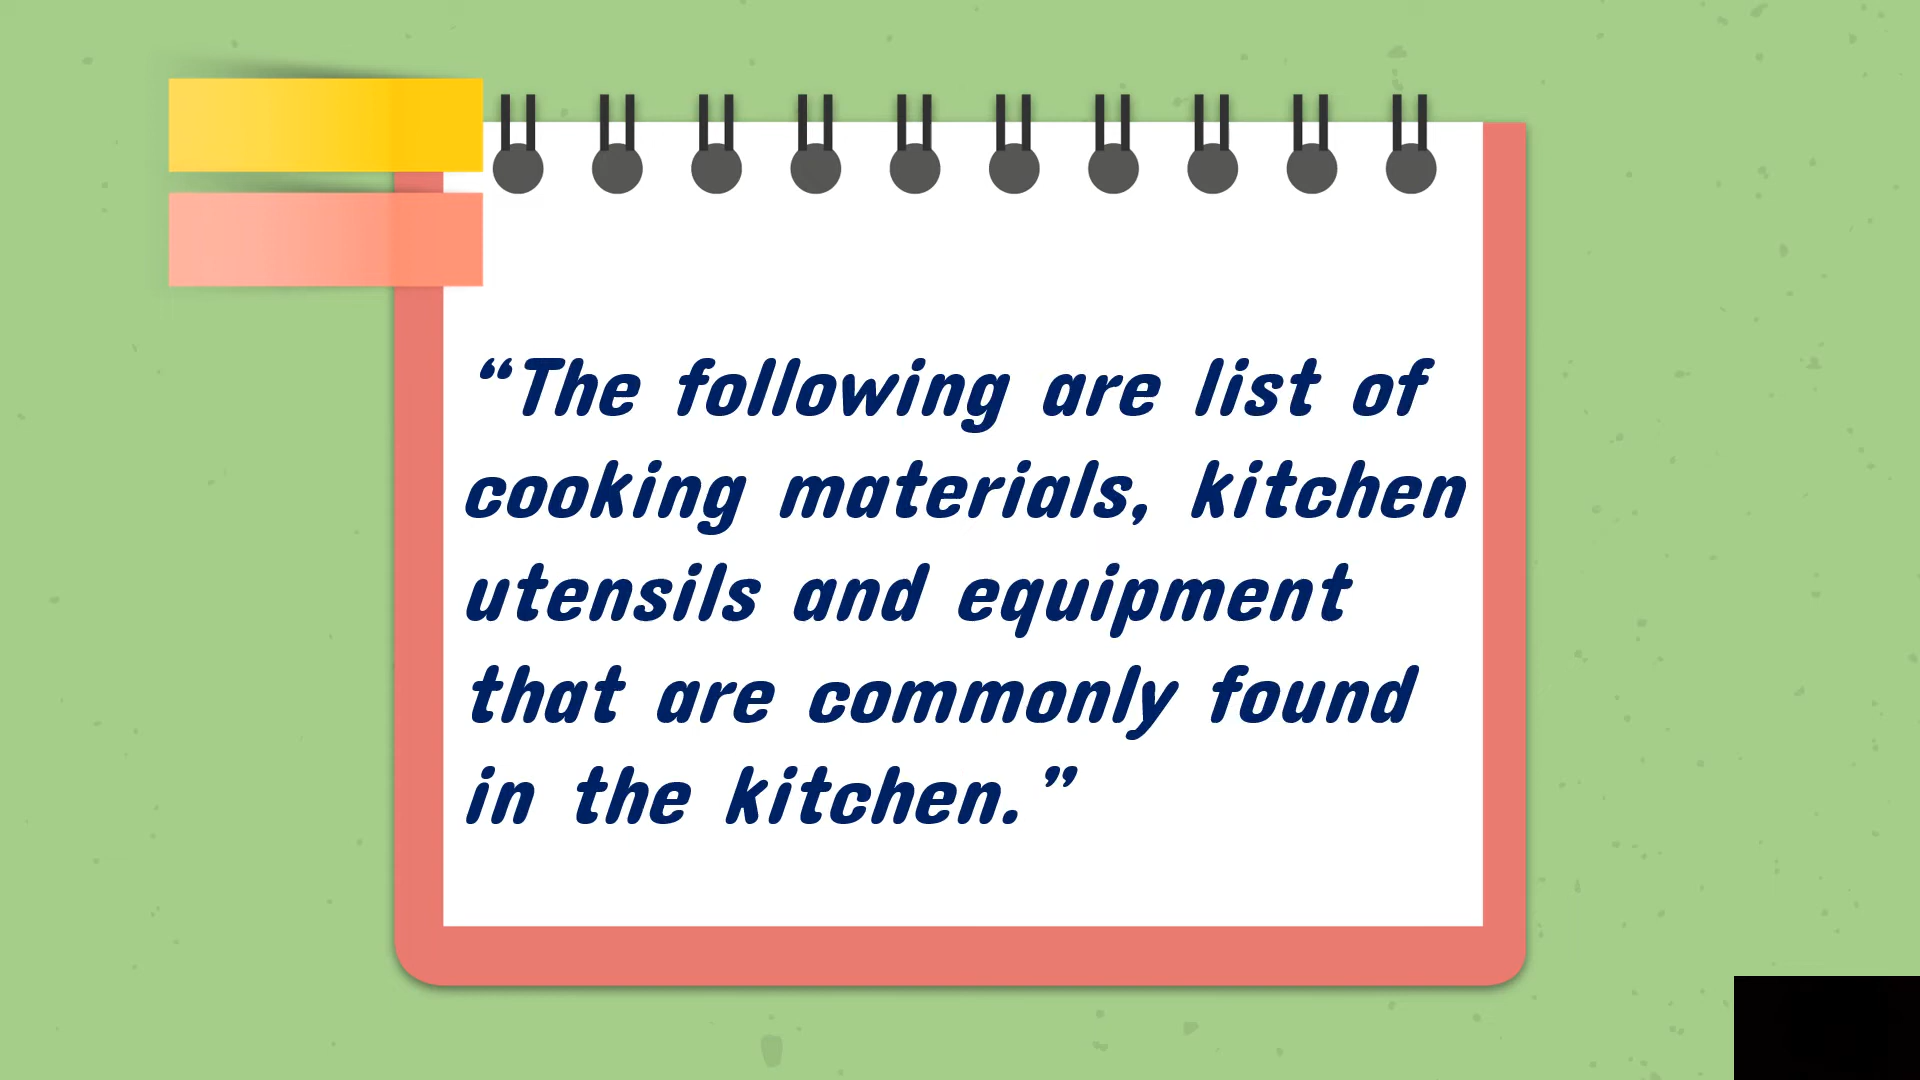 “The following are list of
cooking materials, kitchen
utensils and equipment
that are commonly found
in the kitchen.”